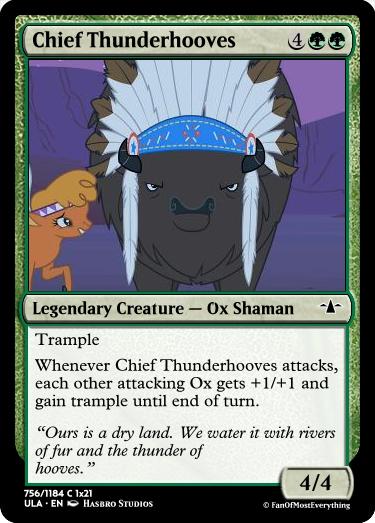 Chief Thunderhooves 4
Legendary Creature — Ox Shaman
Trample
Whenever Chief Thunderhooves attacks,
each other attacking Ox gets +1/+1 and
gain trample until end of turn.
“Ours is a dry land. We water it with rivers
of fur and the thunder of
hooves.”
4/4
756/1184 C 1x21
ULA • EN Hasbro Studios
© FanOfMostEverything